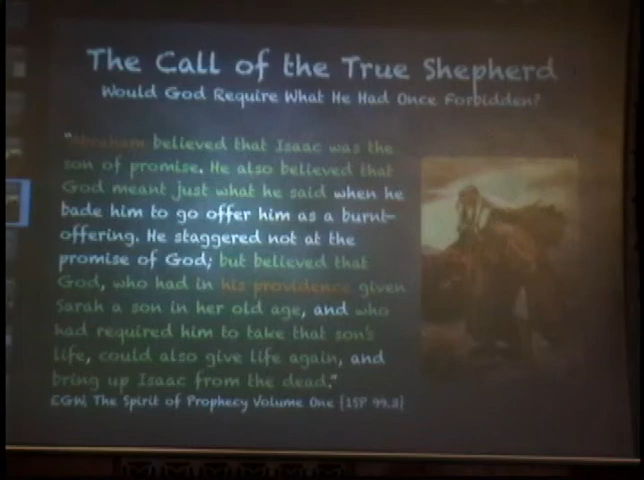 The Call of the True Shepherd
Would God Require What He Had Once Forbidden?
"Abraham believed that Isaac was the
son of promise. He also believed that
God meant just what he said when he
bade him to go offer him as a burnt-
offering. He staggered not at the
promise of God; but believed that
God, who had in his providence given
Sarah a son in her old age, and who
had required him to take that son's
life, could also give life again, and
bring up Isaac from the dead."
EGW, The Spirit of Prophecy Volume One {1SP 99.3}